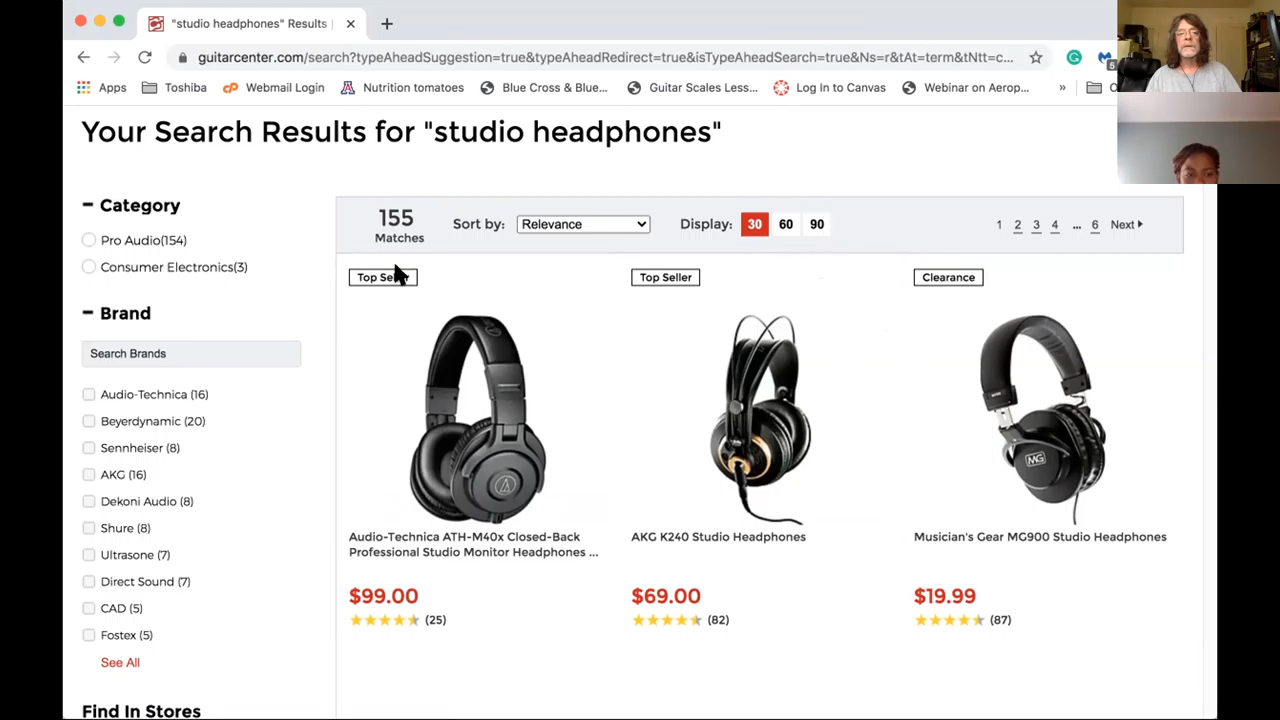 "studio headphones" Results
guitarcenter.com/search?typeAheadSuggestion=true&typeAheadRedirect=true&isTypeAheadSearch=true&Ns=r&tAt=term&tNtt=c...
5
Apps Toshiba Webmail Login Nutrition tomatoes Blue Cross & Blue... Guitar Scales Less... Log In to Canvas Webinar on Aerop... »
Your Search Results for "studio headphones"
Category
Pro Audio(154)
Consumer Electronics(3)
Brand
Search Brands
Audio-Technica (16)
Beyerdynamic (20)
Sennheiser (8)
AKG (16)
Dekoni Audio (8)
Shure (8)
Ultrasone (7)
Direct Sound (7)
CAD (5)
Fostex (5)
See All
Find In Stores
155
Matches
Sort by: Relevance Display: 30 60 90 1 2 3 4 ... 6 Next
Top Seller
Audio-Technica ATH-M40x Closed-Back
Professional Studio Monitor Headphones ...
$99.00
(25)
Top Seller
AKG K240 Studio Headphones
$69.00
(82)
Clearance
MG
Musician's Gear MG900 Studio Headphones
$19.99
(87)